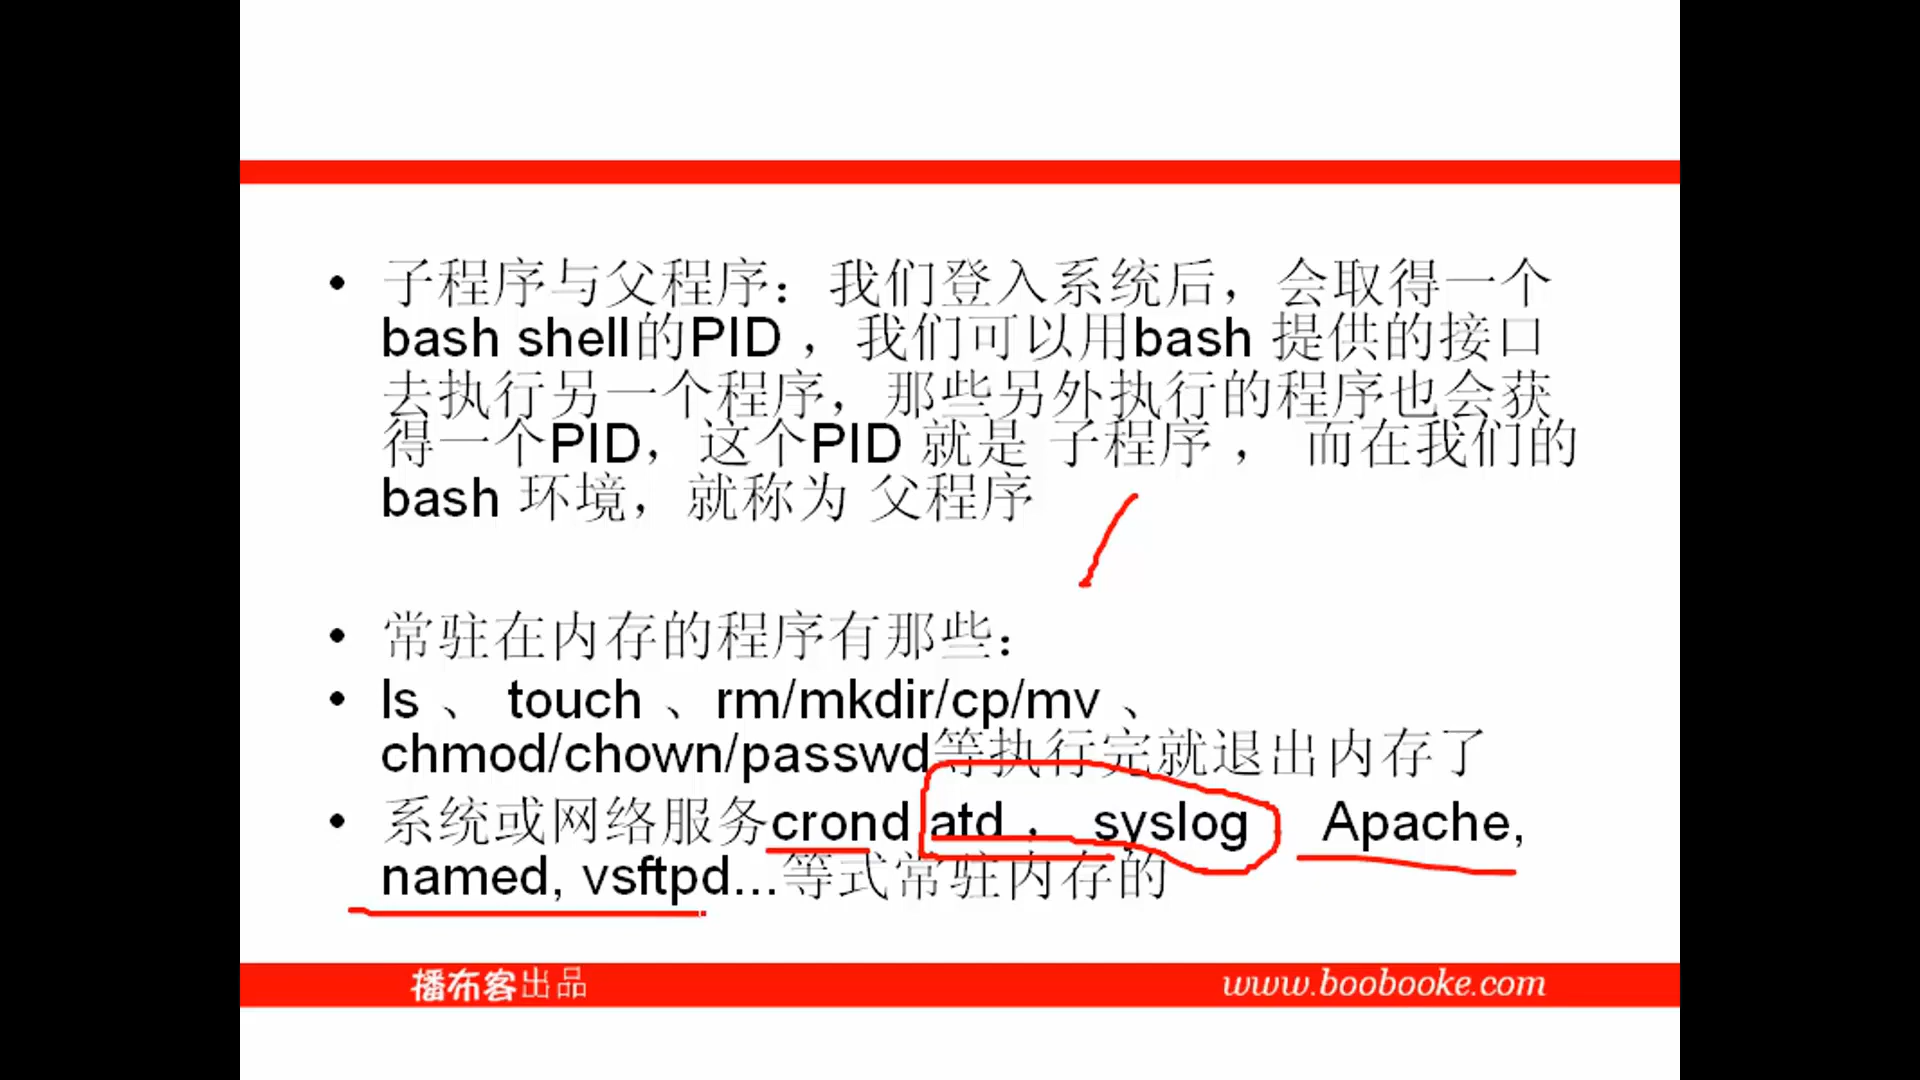 • 子程序与父程序：我们登入系统后，会取得一个
bash shell的PID ，我们可以用bash 提供的接口
去执行另一个程序，那些另外执行的程序也会获
得一个PID，这个PID 就是 子程序 ， 而在我们的
bash 环境，就称为 父程序
• 常驻在内存的程序有那些：
• ls 、 touch 、rm/mkdir/cp/mv 、
chmod/chown/passwd等执行完就退出内存了
• 系统或网络服务crond atd ， syslog Apache,
named, vsftpd...等式常驻内存的
播布客出品
www.boobooke.com